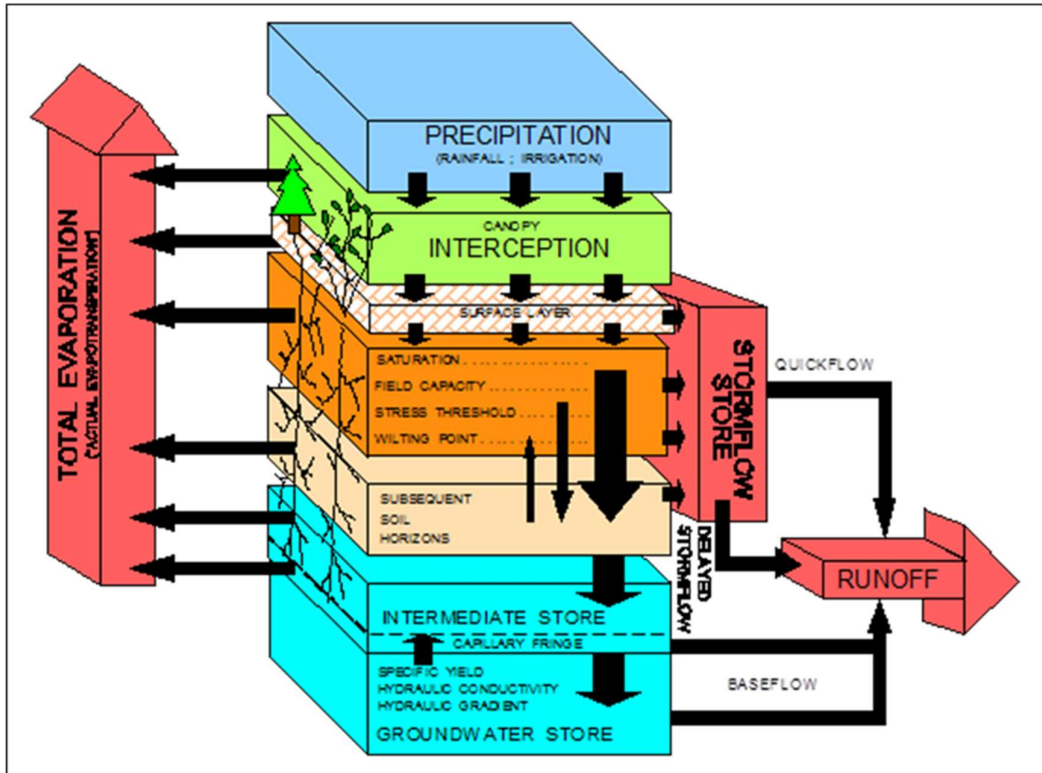 PRECIPITATION
(RAINFALL ; IRRIGATION)
CANOPY
INTERCEPTION
SURFACE LAYER
SATURATION . . . . . . . . . . . . . . . .
FIELD CAPACITY . . . . . . . . . . . .
STRESS THRESHOLD . . . . . . . . .
WILTING POINT . . . . . . . . . . . . . .
SUBSEQUENT
SOIL
HORIZONS
INTERMEDIATE STORE
CAPILLARY FRINGE
SPECIFIC YIELD
HYDRAULIC CONDUCTIVITY
HYDRAULIC GRADIENT
GROUNDWATER STORE
TOTAL EVAPORATION
("ACTUAL EVAPOTRANSPIRATION")
STORMFLOW
STORE
QUICKFLOW
DELAYED
STORMFLOW
RUNOFF
BASEFLOW